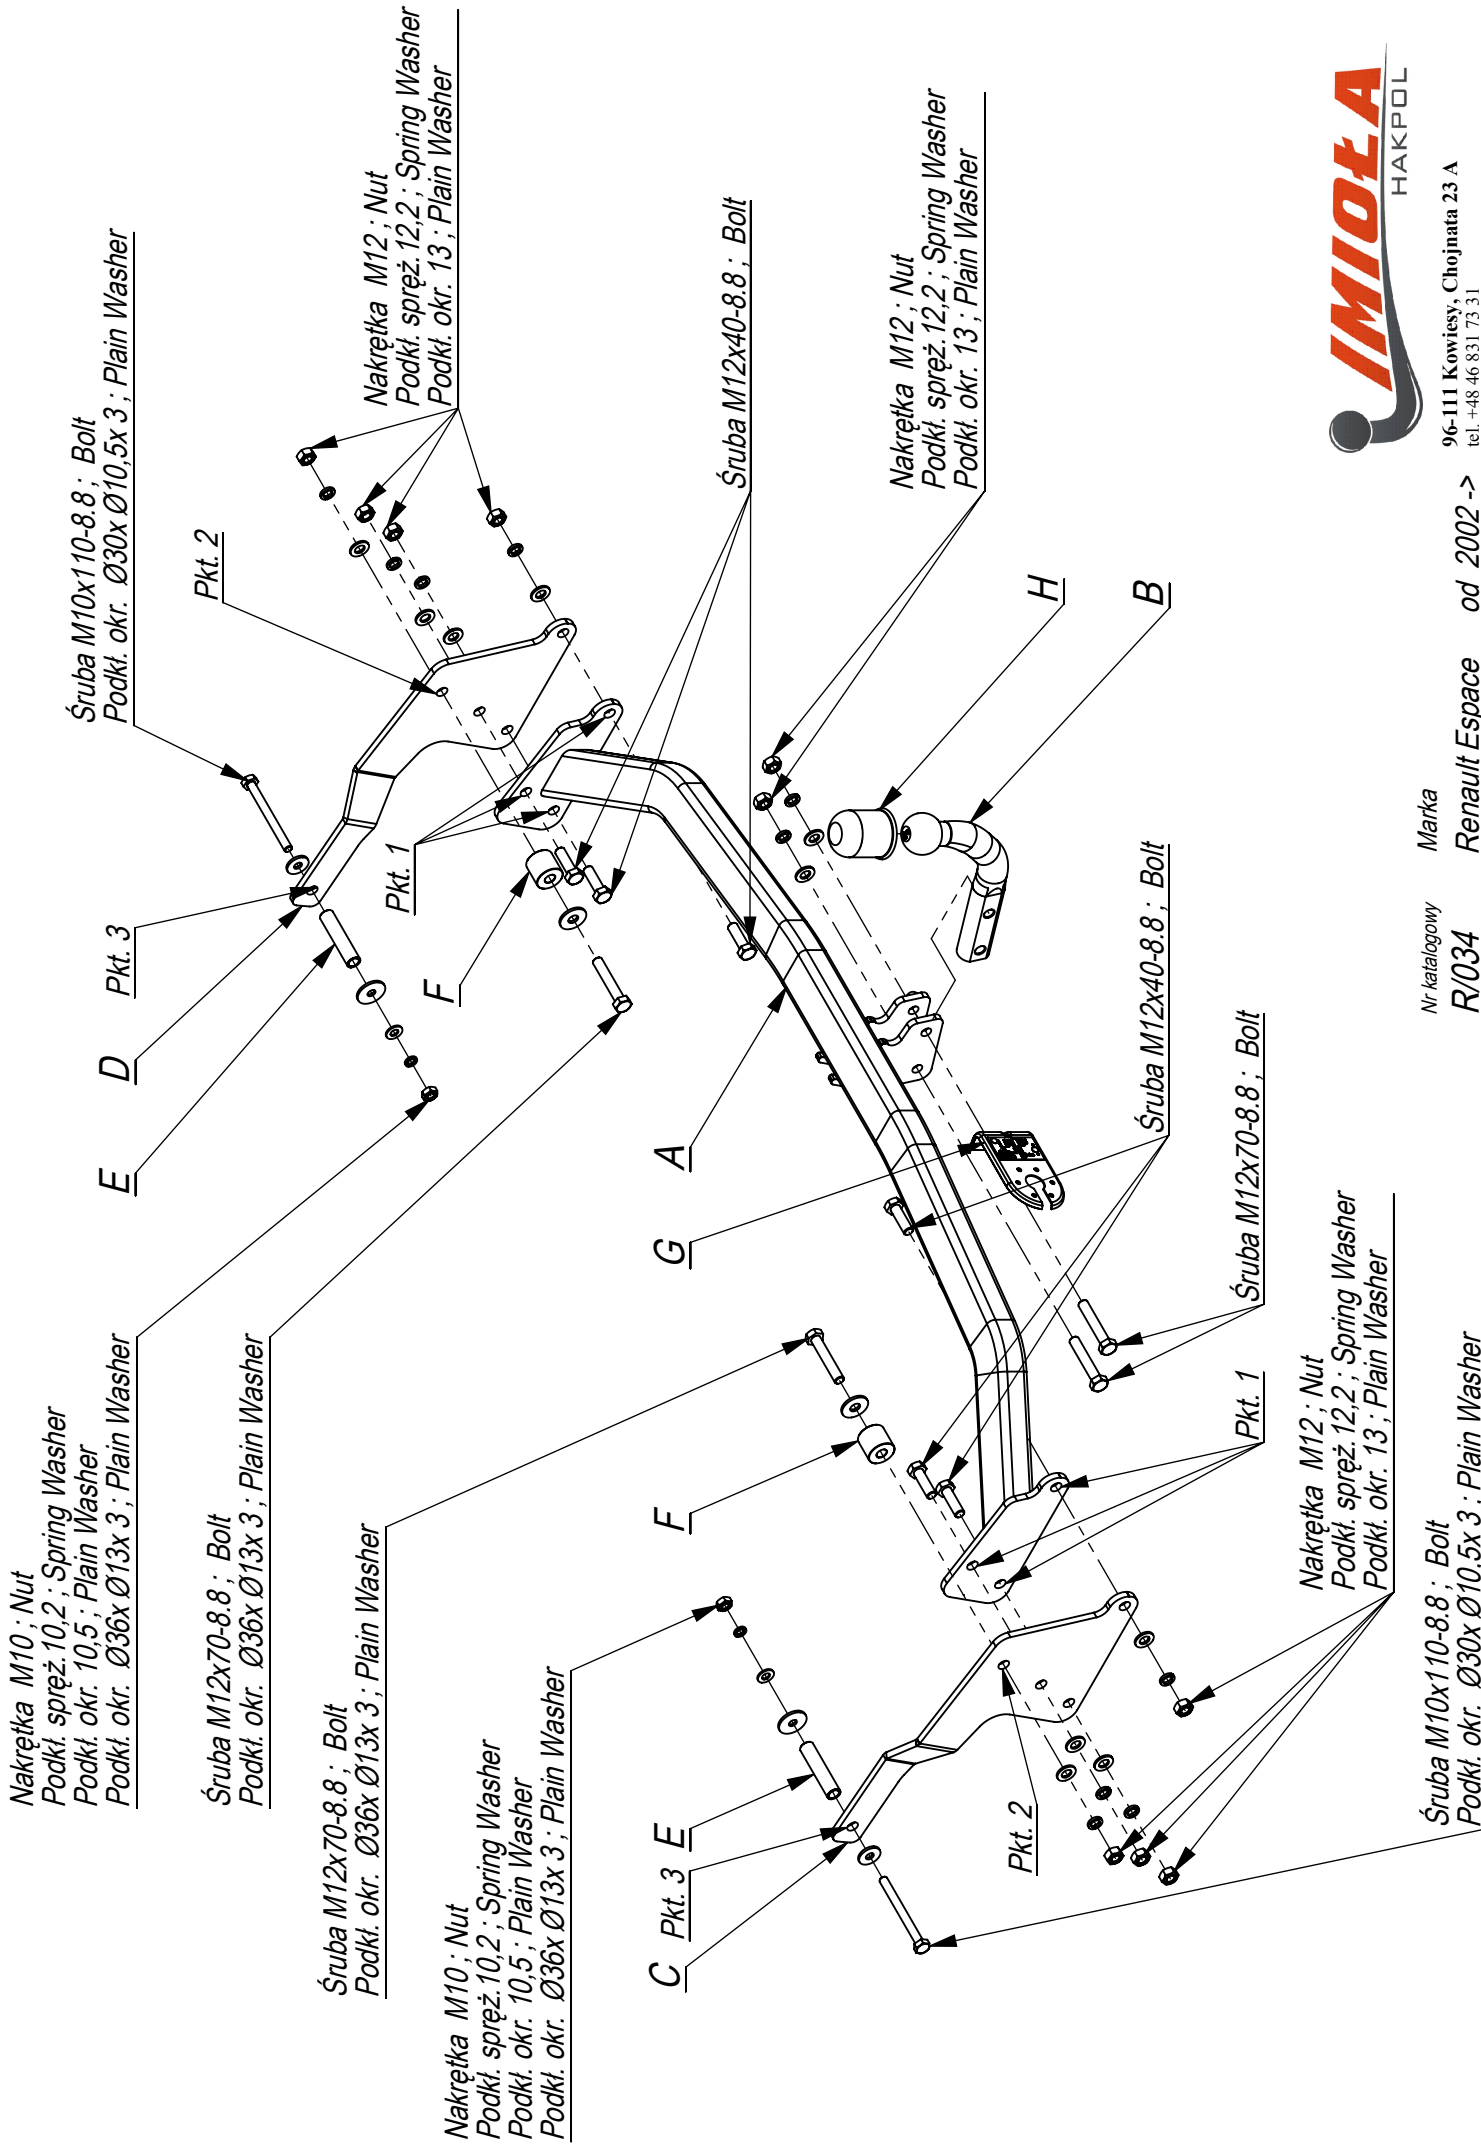 Nakrętka M10 ; Nut
Podkł. spręż. 10,2 ; Spring Washer
Podkł. okr. 10,5 ; Plain Washer
Podkł. okr. Ø36x Ø13x 3 ; Plain Washer
Śruba M12x70-8.8 ; Bolt
Podkł. okr. Ø36x Ø13x 3 ; Plain Washer
Śruba M12x70-8.8 ; Bolt
Podkł. okr. Ø36x Ø13x 3 ; Plain Washer
Nakrętka M10 ; Nut
Podkł. spręż. 10,2 ; Spring Washer
Podkł. okr. 10,5 ; Plain Washer
Podkł. okr. Ø36x Ø13x 3 ; Plain Washer
Śruba M10x110-8.8 ; Bolt
Podkł. okr. Ø30x Ø10,5x 3 ; Plain Washer
Nakrętka M12 ; Nut
Podkł. spręż. 12,2 ; Spring Washer
Podkł. okr. 13 ; Plain Washer
Pkt. 2
Pkt. 3
Pkt. 1
D
E
F
Śruba M12x40-8.8 ; Bolt
Nakrętka M12 ; Nut
Podkł. spręż. 12,2 ; Spring Washer
Podkł. okr. 13 ; Plain Washer
A
G
H
B
F
E
Pkt. 3
C
Pkt. 2
Śruba M12x40-8.8 ; Bolt
Śruba M12x70-8.8 ; Bolt
Pkt. 1
Nakrętka M12 ; Nut
Podkł. spręż. 12,2 ; Spring Washer
Podkł. okr. 13 ; Plain Washer
Śruba M10x110-8.8 ; Bolt
Podkł. okr. Ø30x Ø10.5x 3 : Plain Washer
Nr katalogowy
R/034
Marka
Renault Espace
od 2002 ->
IMIOŁA
HAKPOL
96-111 Kowiesy, Chojnata 23 A
tel. +48 46 831 73 31